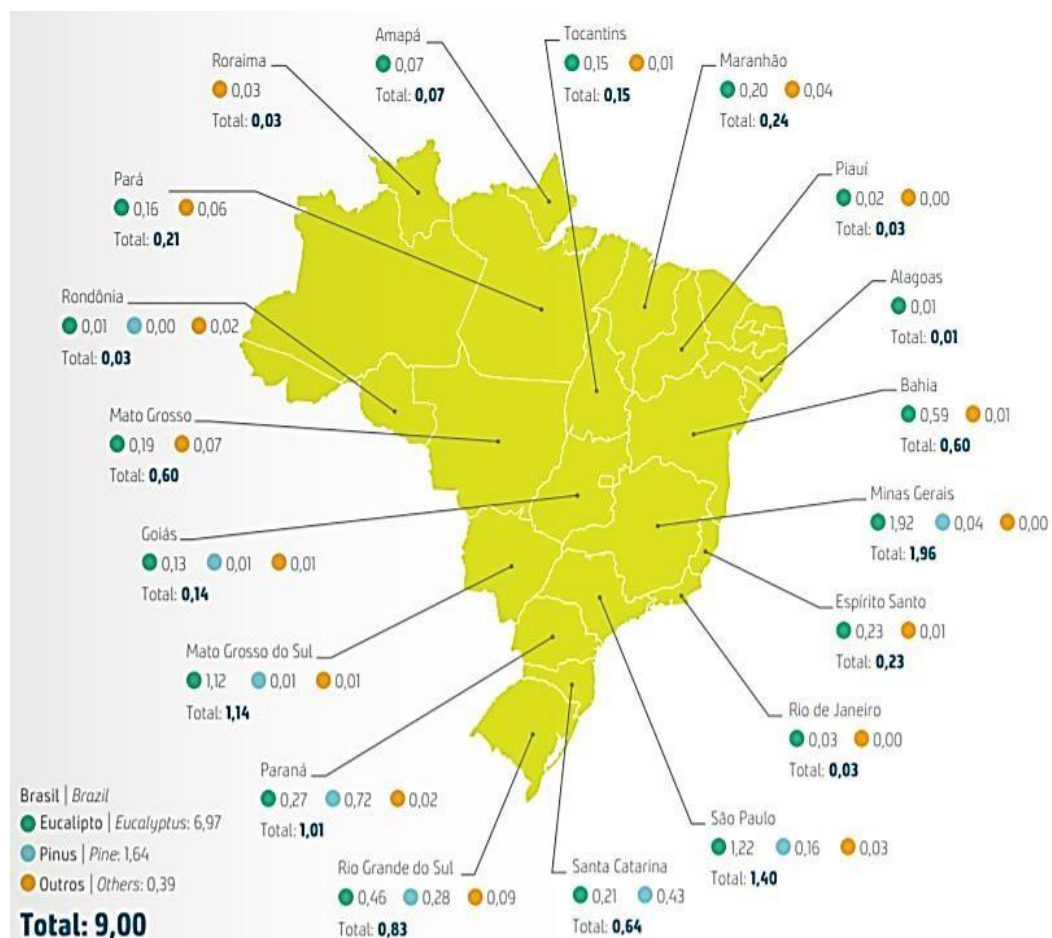 Tocantins
0,15 0,01
Total: 0,15
Amapá
0,07
Total: 0,07
Roraima
0,03
Total: 0,03
Maranhão
0,20 0,04
Total: 0,24
Pará
0,16 0,06
Total: 0,21
Piauí
0,02 0,00
Total: 0,03
Rondônia
0,01 0,00 0,02
Total: 0,03
Alagoas
0,01
Total: 0,01
Mato Grosso
0,19 0,07
Total: 0,60
Bahia
0,59 0,01
Total: 0,60
Goiás
0,13 0,01 0,01
Total: 0,14
Minas Gerais
1,92 0,04 0,00
Total: 1,96
Mato Grosso do Sul
1,12 0,01 0,01
Total: 1,14
Espírito Santo
0,23 0,01
Total: 0,23
Paraná
0,27 0,72 0,02
Total: 1,01
Rio de Janeiro
0,03 0,00
Total: 0,03
Rio Grande do Sul
0,46 0,28 0,09
Total: 0,83
Santa Catarina
0,21 0,43
Total: 0,64
São Paulo
1,22 0,16 0,03
Total: 1,40
Brasil | Brazil
Eucalipto | Eucalyptus: 6,97
Pinus | Pine: 1,64
Outros | Others: 0,39
Total: 9,00